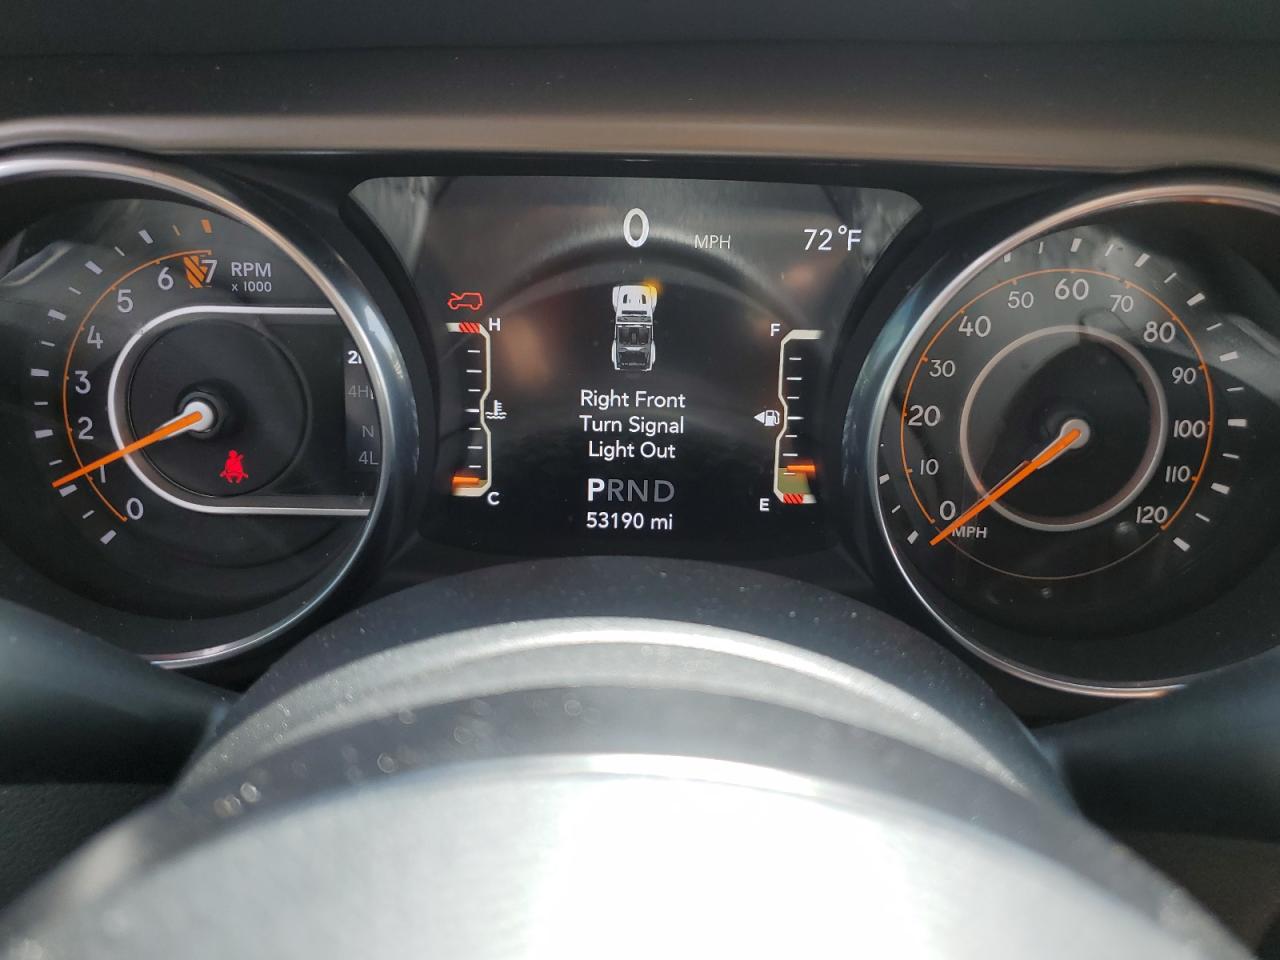 0 MPH 72°F
Right Front
Turn Signal
Light Out
PRND
53190 mi
H
C
F
E
0
1
2
3
4
5
6
7
RPM
x 1000
4H
N
4L
0
10
20
30
40
50
60
70
80
90
100
110
120
MPH